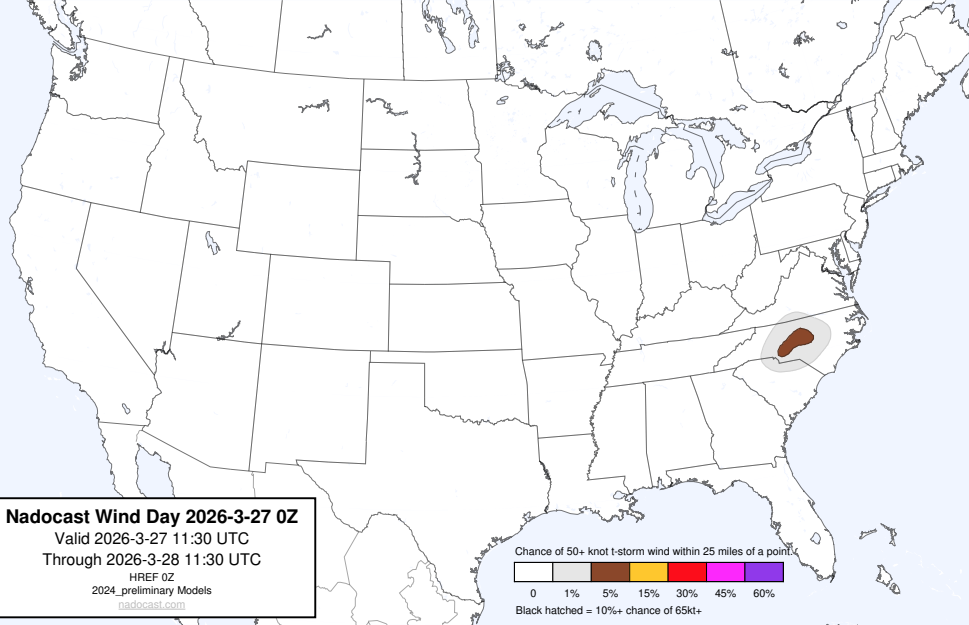 Nadocast Wind Day 2026-3-27 0Z
Valid 2026-3-27 11:30 UTC
Through 2026-3-28 11:30 UTC
HREF 0Z
2024_preliminary Models
nadocast.com
Chance of 50+ knot t-storm wind within 25 miles of a point.
0 1% 5% 15% 30% 45% 60%
Black hatched = 10%+ chance of 65kt+